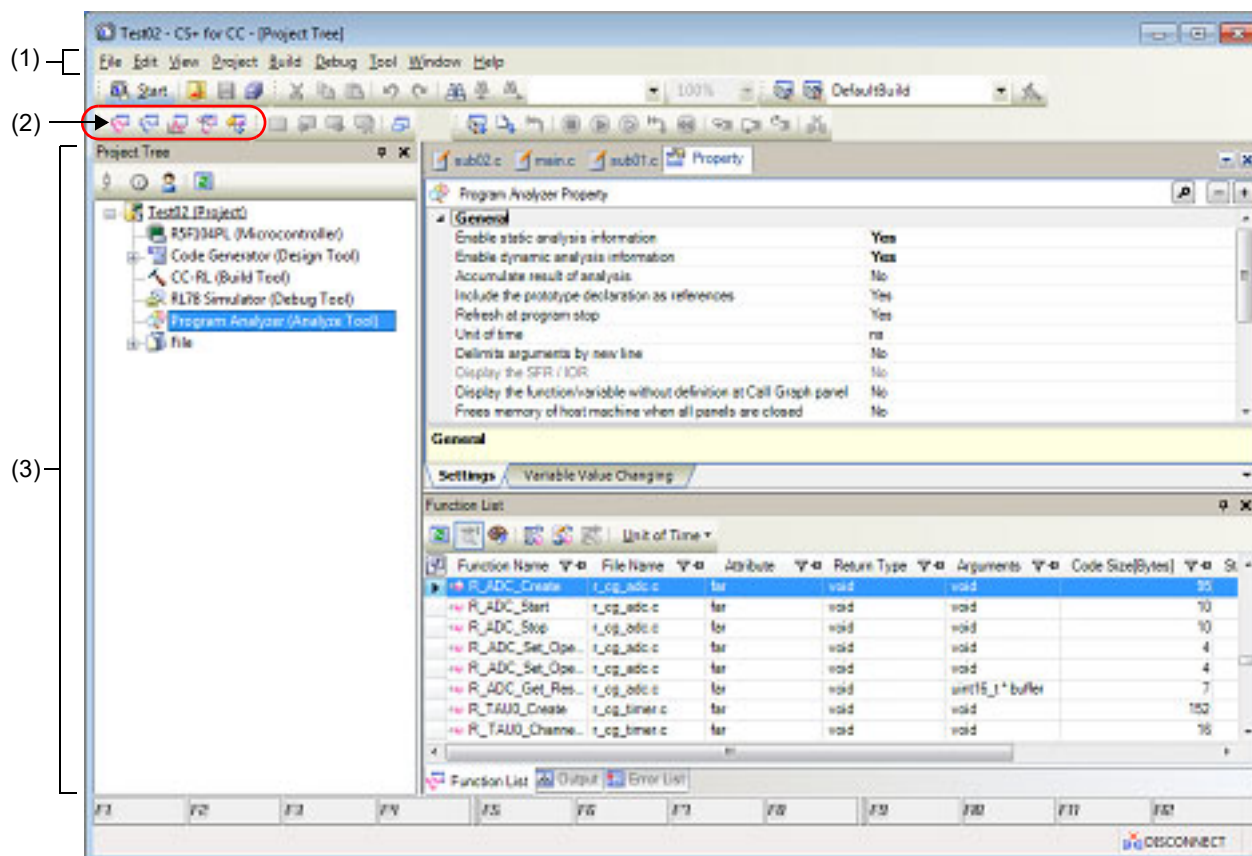 Test02 - CS+ for CC - [Project Tree]
(1)
File Edit View Project Build Debug Tool Window Help
Start 100% DefaultBuild
(2)
Project Tree
sub02.c main.c sub01.c Property
Program Analyzer Property
Test02 (Project)
R5F104PL (Microcontroller)
Code Generator (Design Tool)
CC-RL (Build Tool)
RL78 Simulator (Debug Tool)
Program Analyzer (Analyze Tool)
File
General
Enable static analysis information Yes
Enable dynamic analysis information Yes
Accumulate result of analysis No
Include the prototype declaration as references Yes
Refresh at program stop Yes
Unit of time ns
Delimits arguments by new line No
Display the SFR / IOR No
Display the function/variable without definition at Call Graph panel No
Frees memory of host machine when all panels are closed No
General
(3)
Settings Variable Value Changing
Function List
Unit of Time
Function Name File Name Attribute Return Type Arguments Code Size[Bytes] St
R_ADC_Create r_cg_adc.c far void void 35
R_ADC_Start r_cg_adc.c far void void 10
R_ADC_Stop r_cg_adc.c far void void 10
R_ADC_Set_Ope... r_cg_adc.c far void void 4
R_ADC_Set_Ope... r_cg_adc.c far void void 4
R_ADC_Get_Res... r_cg_adc.c far void uint16_t * buffer 7
R_TAU0_Create r_cg_timer.c far void void 152
R_TAU0_Channe... r_cg_timer.c far void void 16
Function List Output Error List
F1 F2 F3 F4 F5 F6 F7 F8 F9 F10 F11 F12
DISCONNECT